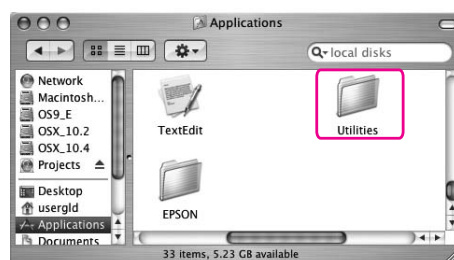 Applications
local disks
Network
Macintosh...
OS9_E
OSX_10.2
OSX_10.4
Projects
Desktop
usergld
Applications
Documents
TextEdit
Utilities
EPSON
33 items, 5.23 GB available